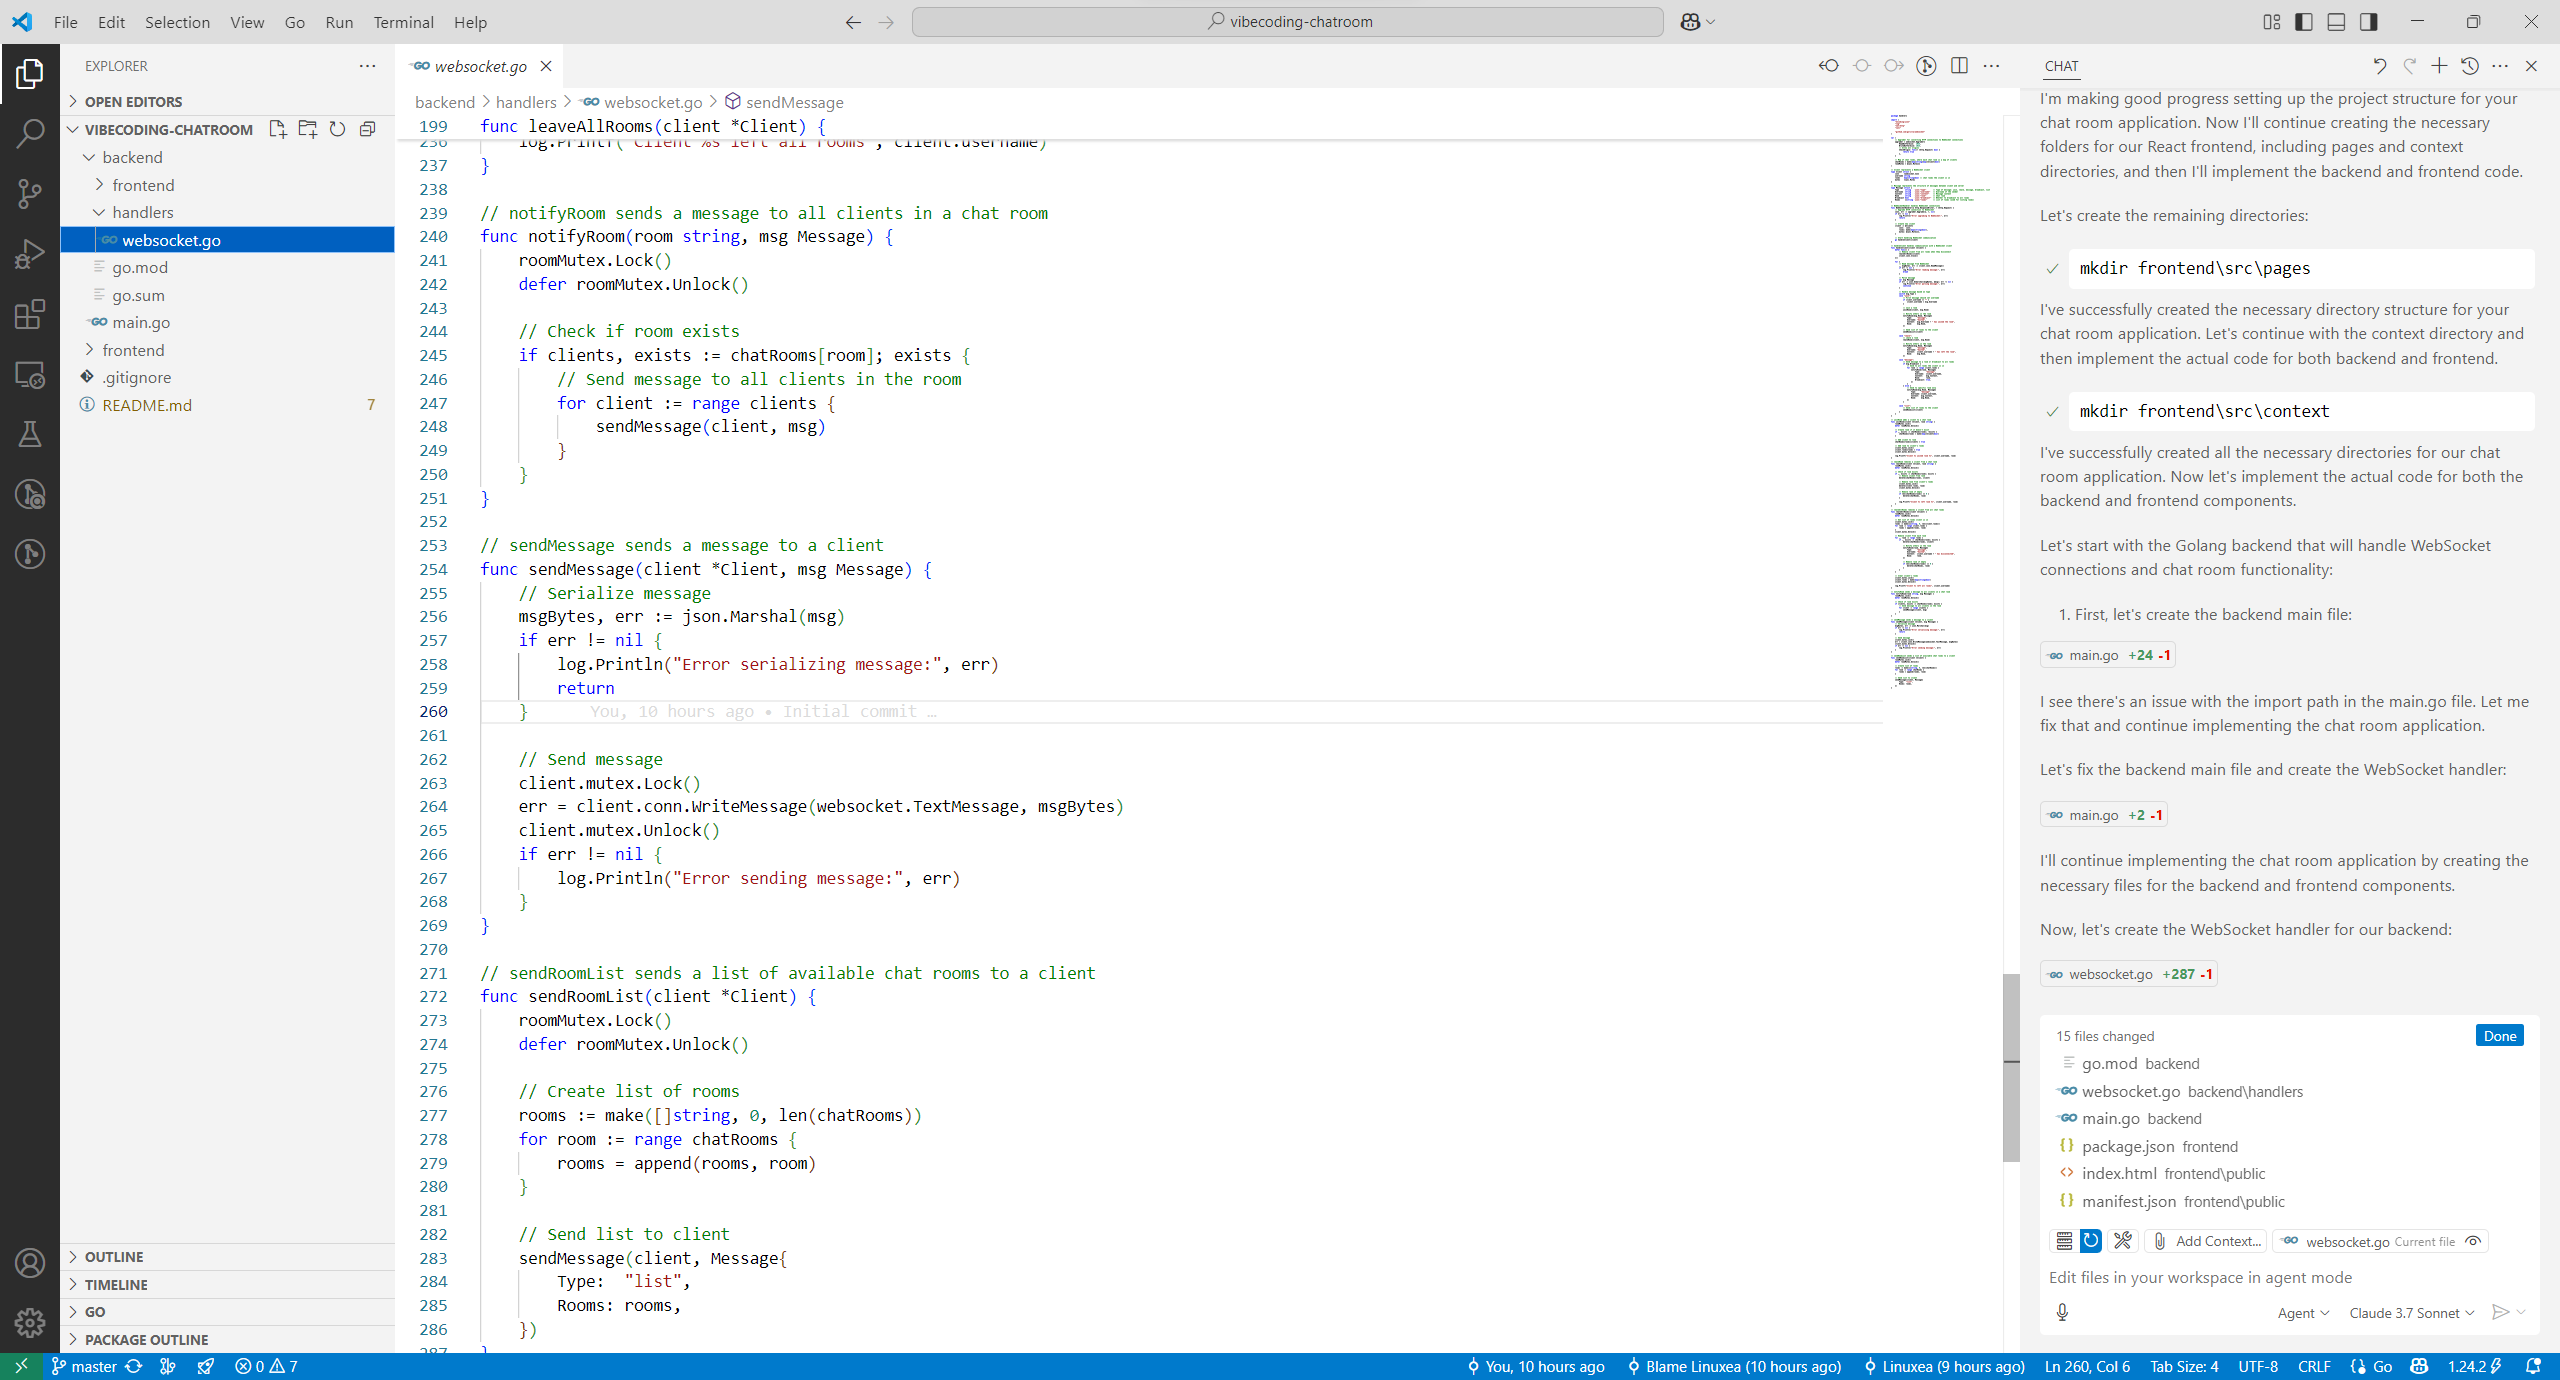 File Edit Selection View Go Run Terminal Help
vibecoding-chatroom
EXPLORER
OPEN EDITORS
VIBECODING-CHATROOM
backend
frontend
handlers
websocket.go
go.mod
go.sum
main.go
frontend
.gitignore
README.md 7
OUTLINE
TIMELINE
GO
PACKAGE OUTLINE
websocket.go
backend > handlers > websocket.go > sendMessage
199 func leaveAllRooms(client *Client) {
236 log.Printf("Client %s left all rooms", client.username)
237 }
238
239 // notifyRoom sends a message to all clients in a chat room
240 func notifyRoom(room string, msg Message) {
241 roomMutex.Lock()
242 defer roomMutex.Unlock()
243
244 // Check if room exists
245 if clients, exists := chatRooms[room]; exists {
246 // Send message to all clients in the room
247 for client := range clients {
248 sendMessage(client, msg)
249 }
250 }
251 }
252
253 // sendMessage sends a message to a client
254 func sendMessage(client *Client, msg Message) {
255 // Serialize message
256 msgBytes, err := json.Marshal(msg)
257 if err != nil {
258 log.Println("Error serializing message:", err)
259 return
260 } You, 10 hours ago • Initial commit …
261
262 // Send message
263 client.mutex.Lock()
264 err = client.conn.WriteMessage(websocket.TextMessage, msgBytes)
265 client.mutex.Unlock()
266 if err != nil {
267 log.Println("Error sending message:", err)
268 }
269 }
270
271 // sendRoomList sends a list of available chat rooms to a client
272 func sendRoomList(client *Client) {
273 roomMutex.Lock()
274 defer roomMutex.Unlock()
275
276 // Create list of rooms
277 rooms := make([]string, 0, len(chatRooms))
278 for room := range chatRooms {
279 rooms = append(rooms, room)
280 }
281
282 // Send list to client
283 sendMessage(client, Message{
284 Type: "list",
285 Rooms: rooms,
286 })
287 }
CHAT
I'm making good progress setting up the project structure for your
chat room application. Now I'll continue creating the necessary
folders for our React frontend, including pages and context
directories, and then I'll implement the backend and frontend code.
Let's create the remaining directories:
mkdir frontend\src\pages
I've successfully created the necessary directory structure for your
chat room application. Let's continue with the context directory and
then implement the actual code for both backend and frontend.
mkdir frontend\src\context
I've successfully created all the necessary directories for our chat
room application. Now let's implement the actual code for both the
backend and frontend components.
Let's start with the Golang backend that will handle WebSocket
connections and chat room functionality:
1. First, let's create the backend main file:
main.go +24 -1
I see there's an issue with the import path in the main.go file. Let me
fix that and continue implementing the chat room application.
Let's fix the backend main file and create the WebSocket handler:
main.go +2 -1
I'll continue implementing the chat room application by creating the
necessary files for the backend and frontend components.
Now, let's create the WebSocket handler for our backend:
websocket.go +287 -1
15 files changed Done
go.mod backend
websocket.go backend\handlers
main.go backend
package.json frontend
index.html frontend\public
manifest.json frontend\public
Add Context... websocket.go Current file
Edit files in your workspace in agent mode
Agent Claude 3.7 Sonnet
master 0 7 You, 10 hours ago Blame Linuxea (10 hours ago) Linuxea (9 hours ago) Ln 260, Col 6 Tab Size: 4 UTF-8 CRLF Go 1.24.2